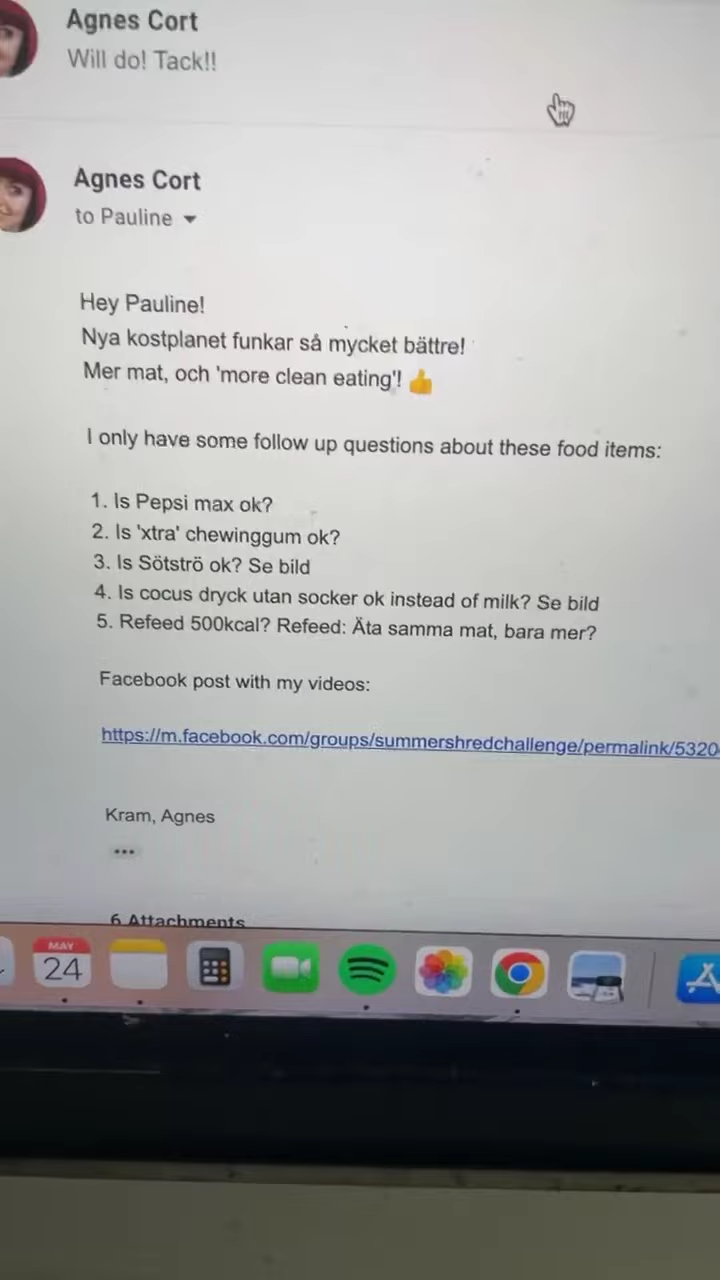 Agnes Cort
Will do! Tack!!
Agnes Cort
to Pauline
Hey Pauline!
Nya kostplanet funkar så mycket bättre!
Mer mat, och 'more clean eating'! 👍
I only have some follow up questions about these food items:
1. Is Pepsi max ok?
2. Is 'xtra' chewinggum ok?
3. Is Sötströ ok? Se bild
4. Is cocus dryck utan socker ok instead of milk? Se bild
5. Refeed 500kcal? Refeed: Äta samma mat, bara mer?
Facebook post with my videos:
https://m.facebook.com/groups/summershredchallenge/permalink/5320
Kram, Agnes
•••
6 Attachments
MAY
24